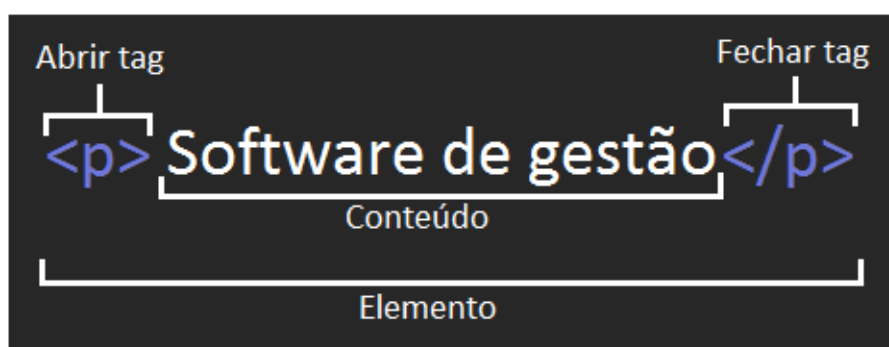 Abrir tag Fechar tag
<p>Software de gestão</p>
Conteúdo
Elemento